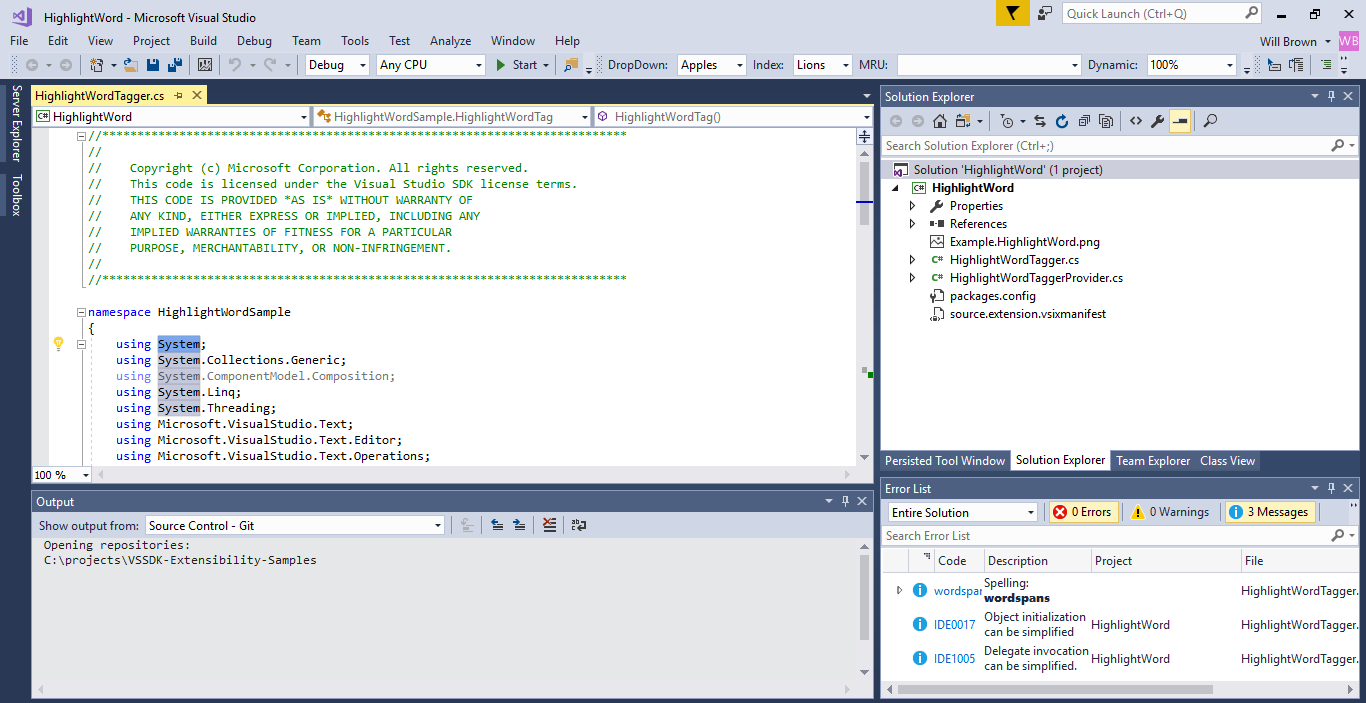 HighlightWord - Microsoft Visual Studio
Quick Launch (Ctrl+Q)
File Edit View Project Build Debug Team Tools Test Analyze Window Help
Will Brown WB
Debug Any CPU Start DropDown: Apples Index: Lions MRU: Dynamic: 100%
Server Explorer
Toolbox
HighlightWordTagger.cs
C# HighlightWord HighlightWordSample.HighlightWordTag HighlightWordTag()
//****************************************************************************
//
// Copyright (c) Microsoft Corporation. All rights reserved.
// This code is licensed under the Visual Studio SDK license terms.
// THIS CODE IS PROVIDED *AS IS* WITHOUT WARRANTY OF
// ANY KIND, EITHER EXPRESS OR IMPLIED, INCLUDING ANY
// IMPLIED WARRANTIES OF FITNESS FOR A PARTICULAR
// PURPOSE, MERCHANTABILITY, OR NON-INFRINGEMENT.
//
//****************************************************************************
namespace HighlightWordSample
{
using System;
using System.Collections.Generic;
using System.ComponentModel.Composition;
using System.Linq;
using System.Threading;
using Microsoft.VisualStudio.Text;
using Microsoft.VisualStudio.Text.Editor;
using Microsoft.VisualStudio.Text.Operations;
100 %
Output
Show output from: Source Control - Git
Opening repositories:
C:\projects\VSSDK-Extensibility-Samples
Solution Explorer
Search Solution Explorer (Ctrl+;)
Solution 'HighlightWord' (1 project)
C# HighlightWord
Properties
References
Example.HighlightWord.png
C# HighlightWordTagger.cs
C# HighlightWordTaggerProvider.cs
packages.config
source.extension.vsixmanifest
Persisted Tool Window Solution Explorer Team Explorer Class View
Error List
Entire Solution 0 Errors 0 Warnings 3 Messages
Search Error List
Code Description Project File
wordspan Spelling: HighlightWordTagger.
wordspans
IDE0017 Object initialization HighlightWord HighlightWordTagger.
can be simplified
IDE1005 Delegate invocation HighlightWord HighlightWordTagger.
can be simplified.